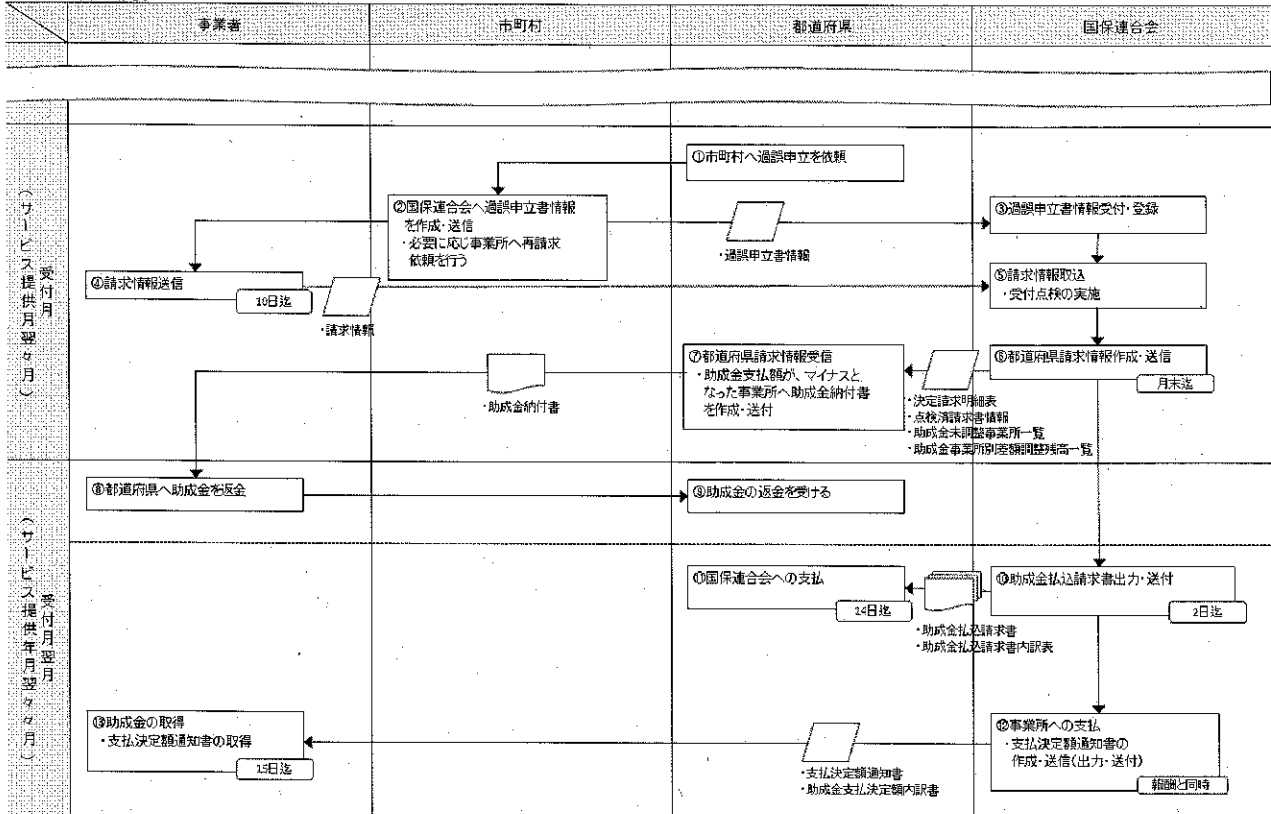 事業者
市町村
都道府県
国保連合会
受付月
(サービス提供月翌々月)
①市町村へ過誤申立を依頼
②国保連合会へ過誤申立書情報
を作成・送信
・必要に応じ事業所へ再請求
依頼を行う
・過誤申立書情報
③過誤申立書情報受付・登録
④請求情報送信
10日迄
・請求情報
⑤請求情報取込
・受付点検の実施
⑥都道府県請求情報作成・送信
月末迄
・決定請求明細表
・点検済請求書情報
・助成金未調整事業所一覧
・助成金事業所別差額調整残高一覧
⑦都道府県請求情報受信
・助成金支払額が、マイナスと
なった事業所へ助成金納付書
を作成・送付
・助成金納付書
受付月翌月
(サービス提供年月翌々々月)
⑧都道府県へ助成金を返金
⑨助成金の返金を受ける
⑩助成金払込請求書出力・送付
2日迄
・助成金払込請求書
・助成金払込請求書内訳表
⑪国保連合会への支払
14日迄
⑫事業所への支払
・支払決定額通知書の
作成・送信(出力・送付)
報酬と同時
・支払決定額通知書
・助成金支払決定額内訳書
⑬助成金の取得
・支払決定額通知書の取得
15日迄